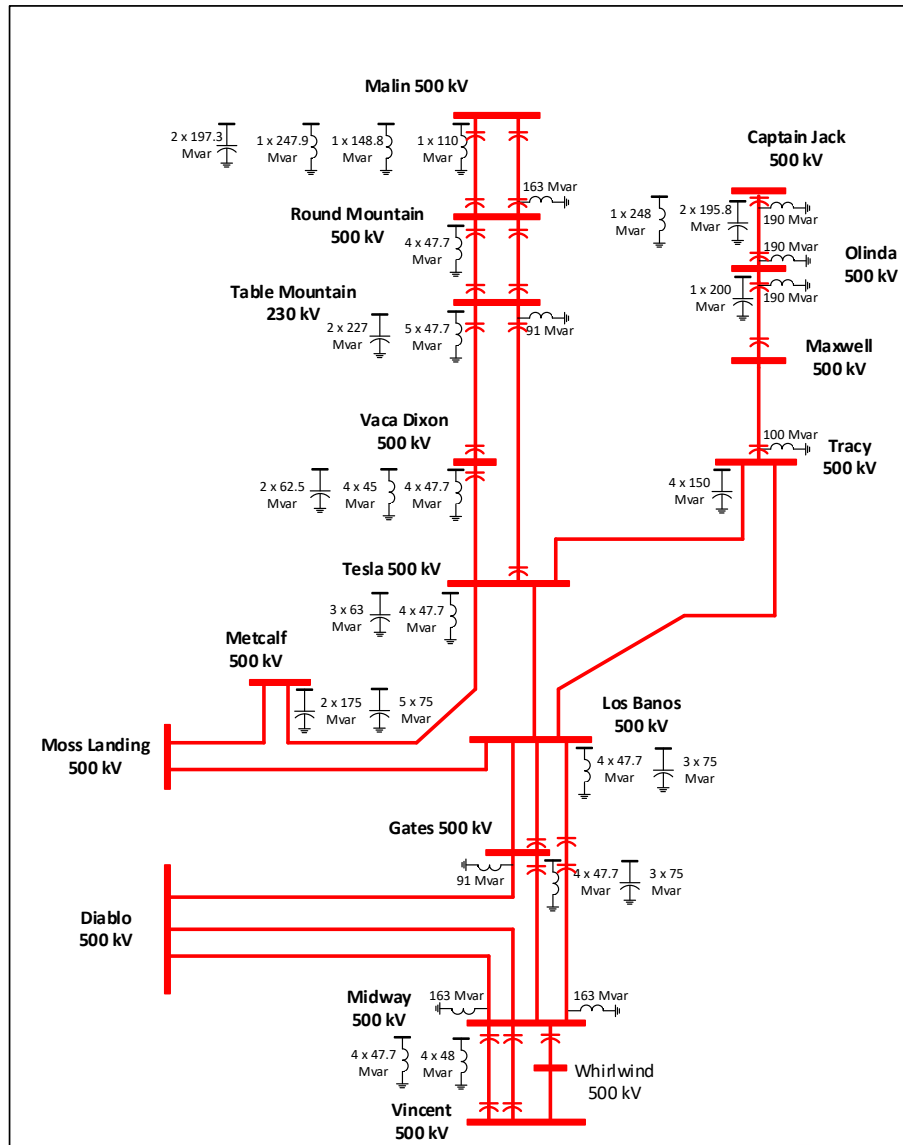 Malin 500 kV
2 x 197.3
Mvar
1 x 247.9
Mvar
1 x 148.8
Mvar
1 x 110
Mvar
Captain Jack
500 kV
163 Mvar
Round Mountain
500 kV
4 x 47.7
Mvar
1 x 248
Mvar
2 x 195.8
Mvar
190 Mvar
190 Mvar
Olinda
500 kV
1 x 200
Mvar
190 Mvar
Table Mountain
230 kV
2 x 227
Mvar
5 x 47.7
Mvar
91 Mvar
Maxwell
500 kV
Vaca Dixon
500 kV
100 Mvar
Tracy
500 kV
2 x 62.5
Mvar
4 x 45
Mvar
4 x 47.7
Mvar
4 x 150
Mvar
Tesla 500 kV
3 x 63
Mvar
4 x 47.7
Mvar
Metcalf
500 kV
2 x 175
Mvar
5 x 75
Mvar
Los Banos
500 kV
Moss Landing
500 kV
4 x 47.7
Mvar
3 x 75
Mvar
Gates 500 kV
91 Mvar
4 x 47.7
Mvar
3 x 75
Mvar
Diablo
500 kV
163 Mvar
163 Mvar
Midway
500 kV
4 x 47.7
Mvar
4 x 48
Mvar
Whirlwind
500 kV
Vincent
500 kV